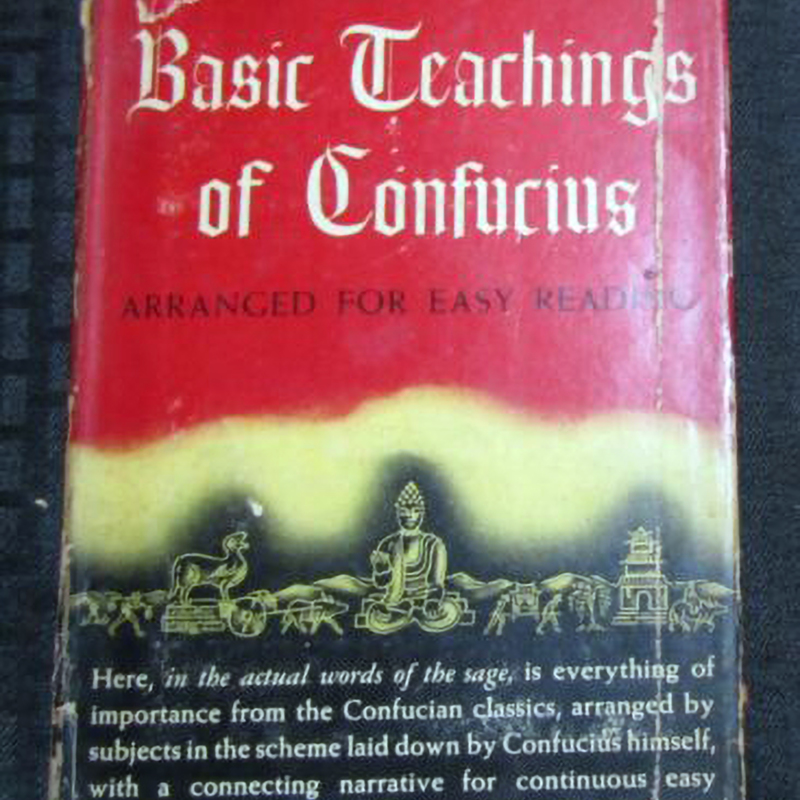 Basic Teachings
of Confucius
ARRANGED FOR EASY READING
Here, in the actual words of the sage, is everything of
importance from the Confucian classics, arranged by
subjects in the scheme laid down by Confucius himself,
with a connecting narrative for continuous easy